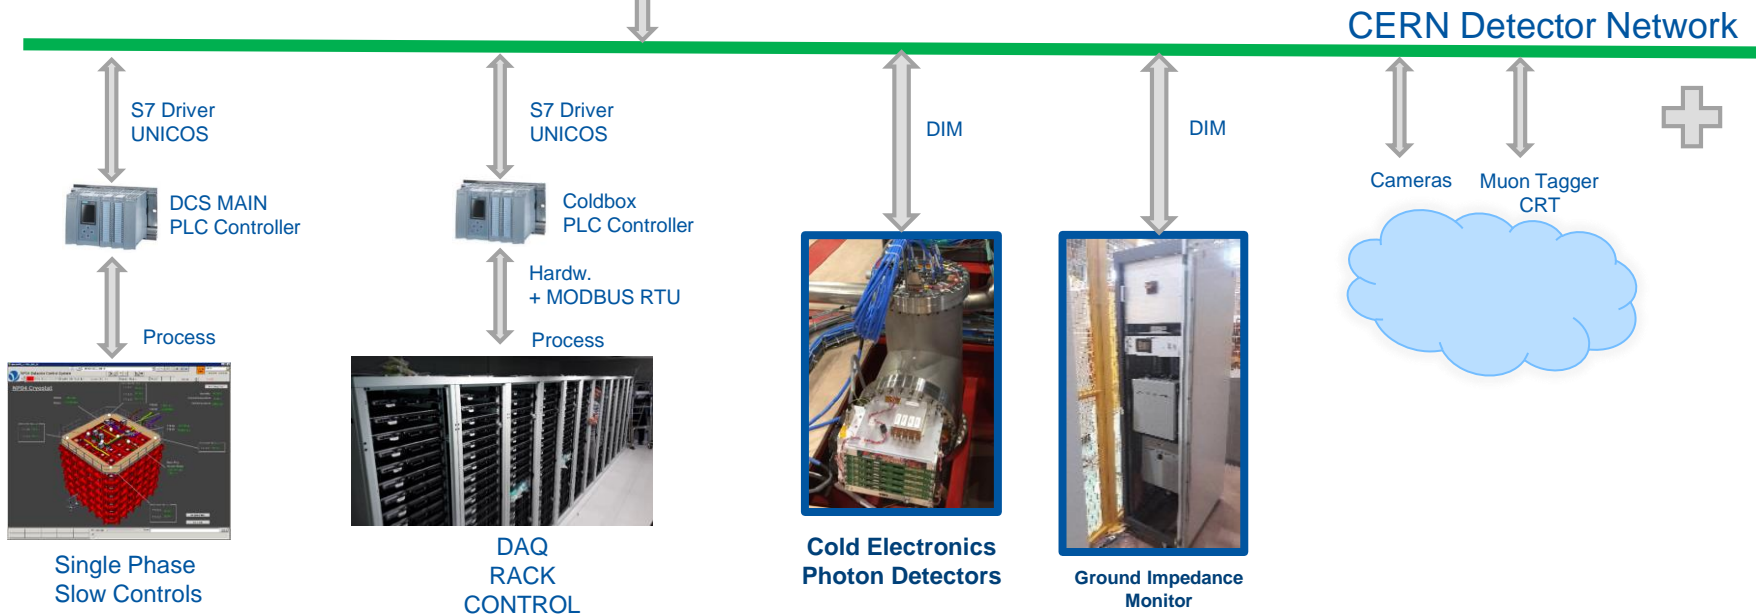 CERN Detector Network
S7 Driver
UNICOS
S7 Driver
UNICOS
DIM
DIM
DCS MAIN
PLC Controller
Coldbox
PLC Controller
Cameras
Muon Tagger
CRT
Hardw.
+ MODBUS RTU
Process
Process
NP04 Cryostat
Single Phase
Slow Controls
DAQ
RACK
CONTROL
Cold Electronics
Photon Detectors
Ground Impedance
Monitor